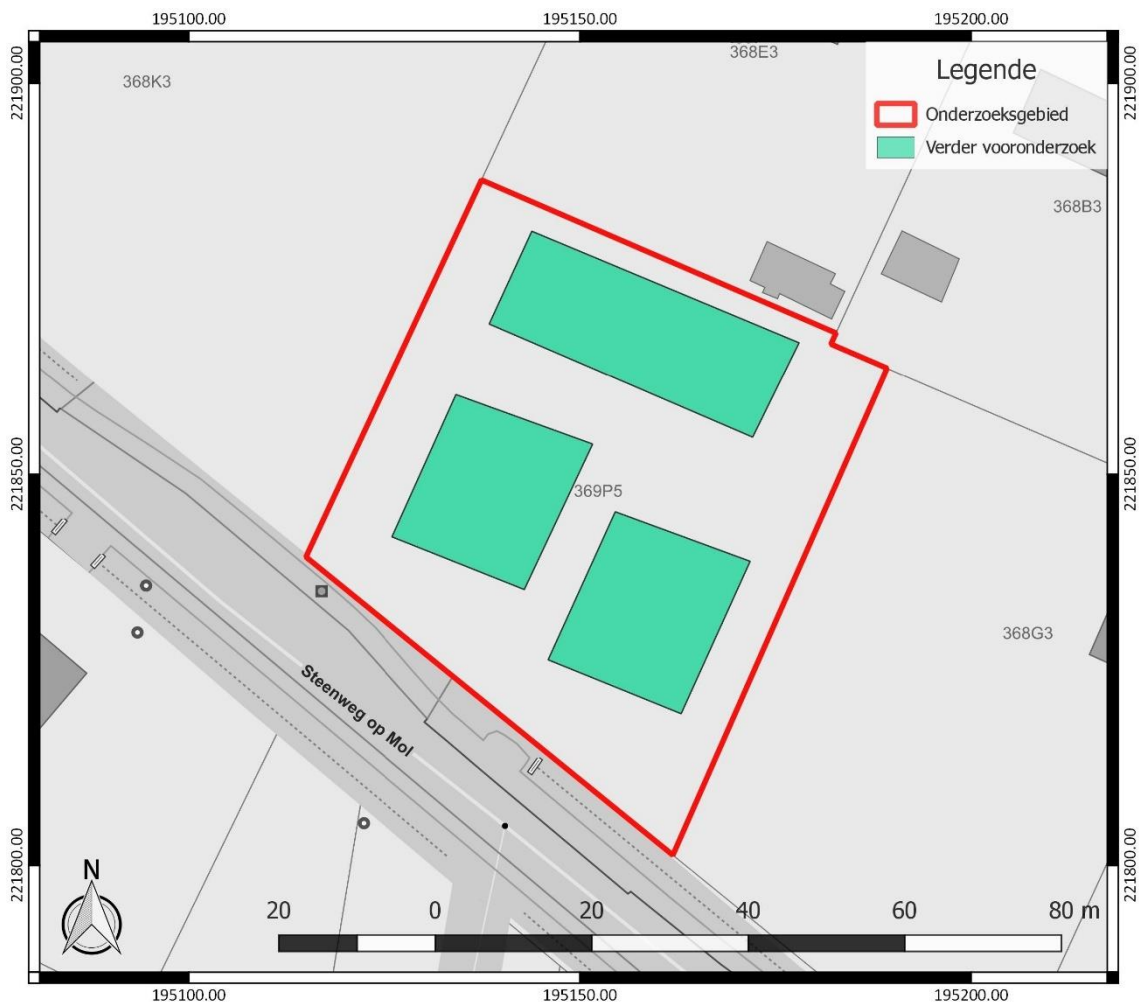 195100.00 195150.00 195200.00
221900.00
221900.00
368K3
368E3
Legende
Onderzoeksgebied
Verder vooronderzoek
368B3
221850.00
221850.00
369P5
368G3
Steenweg op Mol
221800.00
221800.00
N
20 0 20 40 60 80 m
195100.00 195150.00 195200.00